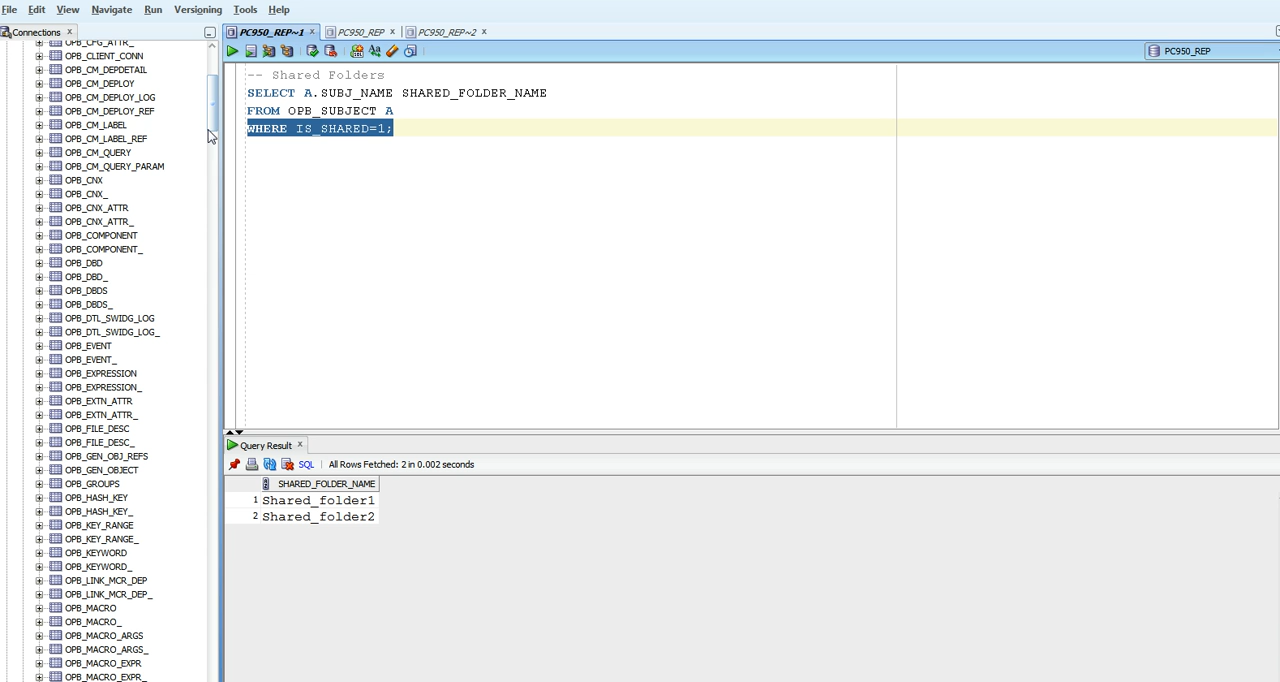 File Edit View Navigate Run Versioning Tools Help
Connections
PC950_REP~1
PC950_REP
PC950_REP~2
PC950_REP
OPB_CFG_ATTR_
OPB_CLIENT_CONN
OPB_CM_DEPDETAIL
OPB_CM_DEPLOY
OPB_CM_DEPLOY_LOG
OPB_CM_DEPLOY_REF
OPB_CM_LABEL
OPB_CM_LABEL_REF
OPB_CM_QUERY
OPB_CM_QUERY_PARAM
OPB_CNX
OPB_CNX_
OPB_CNX_ATTR
OPB_CNX_ATTR_
OPB_COMPONENT
OPB_COMPONENT_
OPB_DBD
OPB_DBD_
OPB_DBDS
OPB_DBDS_
OPB_DTL_SWIDG_LOG
OPB_DTL_SWIDG_LOG_
OPB_EVENT
OPB_EVENT_
OPB_EXPRESSION
OPB_EXPRESSION_
OPB_EXTN_ATTR
OPB_EXTN_ATTR_
OPB_FILE_DESC
OPB_FILE_DESC_
OPB_GEN_OBJ_REFS
OPB_GEN_OBJECT
OPB_GROUPS
OPB_HASH_KEY
OPB_HASH_KEY_
OPB_KEY_RANGE
OPB_KEY_RANGE_
OPB_KEYWORD
OPB_KEYWORD_
OPB_LINK_MCR_DEP
OPB_LINK_MCR_DEP_
OPB_MACRO
OPB_MACRO_
OPB_MACRO_ARGS
OPB_MACRO_ARGS_
OPB_MACRO_EXPR
OPB_MACRO_EXPR_
-- Shared Folders
SELECT A.SUBJ_NAME SHARED_FOLDER_NAME
FROM OPB_SUBJECT A
WHERE IS_SHARED=1;
Query Result
SQL | All Rows Fetched: 2 in 0.002 seconds
SHARED_FOLDER_NAME
1 Shared_folder1
2 Shared_folder2